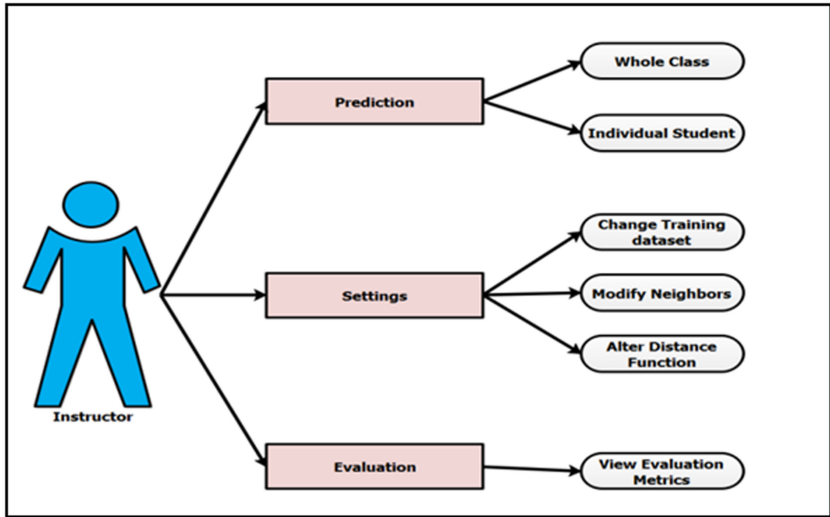 Whole Class
Prediction
Individual Student
Change Training
dataset
Settings
Modify Neighbors
Alter Distance
Function
Instructor
Evaluation
View Evaluation
Metrics